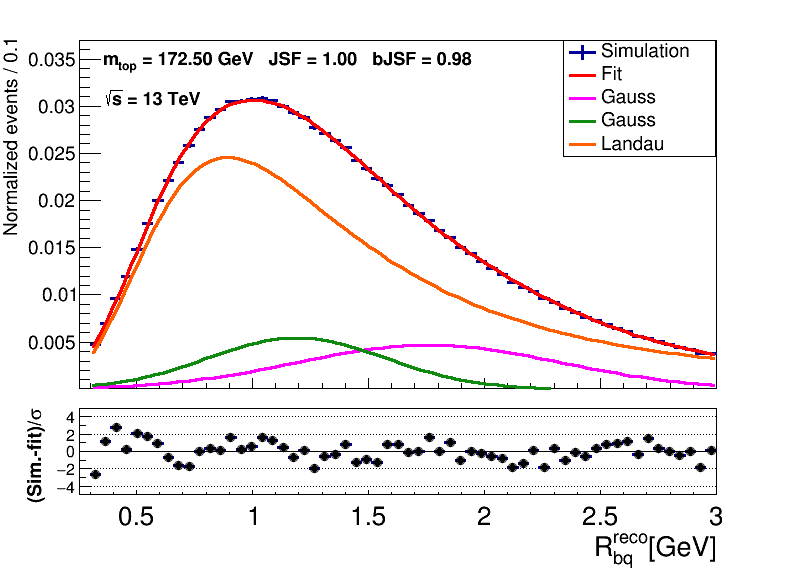 m_top = 172.50 GeV JSF = 1.00 bJSF = 0.98
√s = 13 TeV
Simulation
Fit
Gauss
Gauss
Landau
Normalized events / 0.1
0.035
0.03
0.025
0.02
0.015
0.01
0.005
(Sim.-fit)/σ
4
2
0
−2
−4
0.5 1 1.5 2 2.5 3
R_bq^reco[GeV]